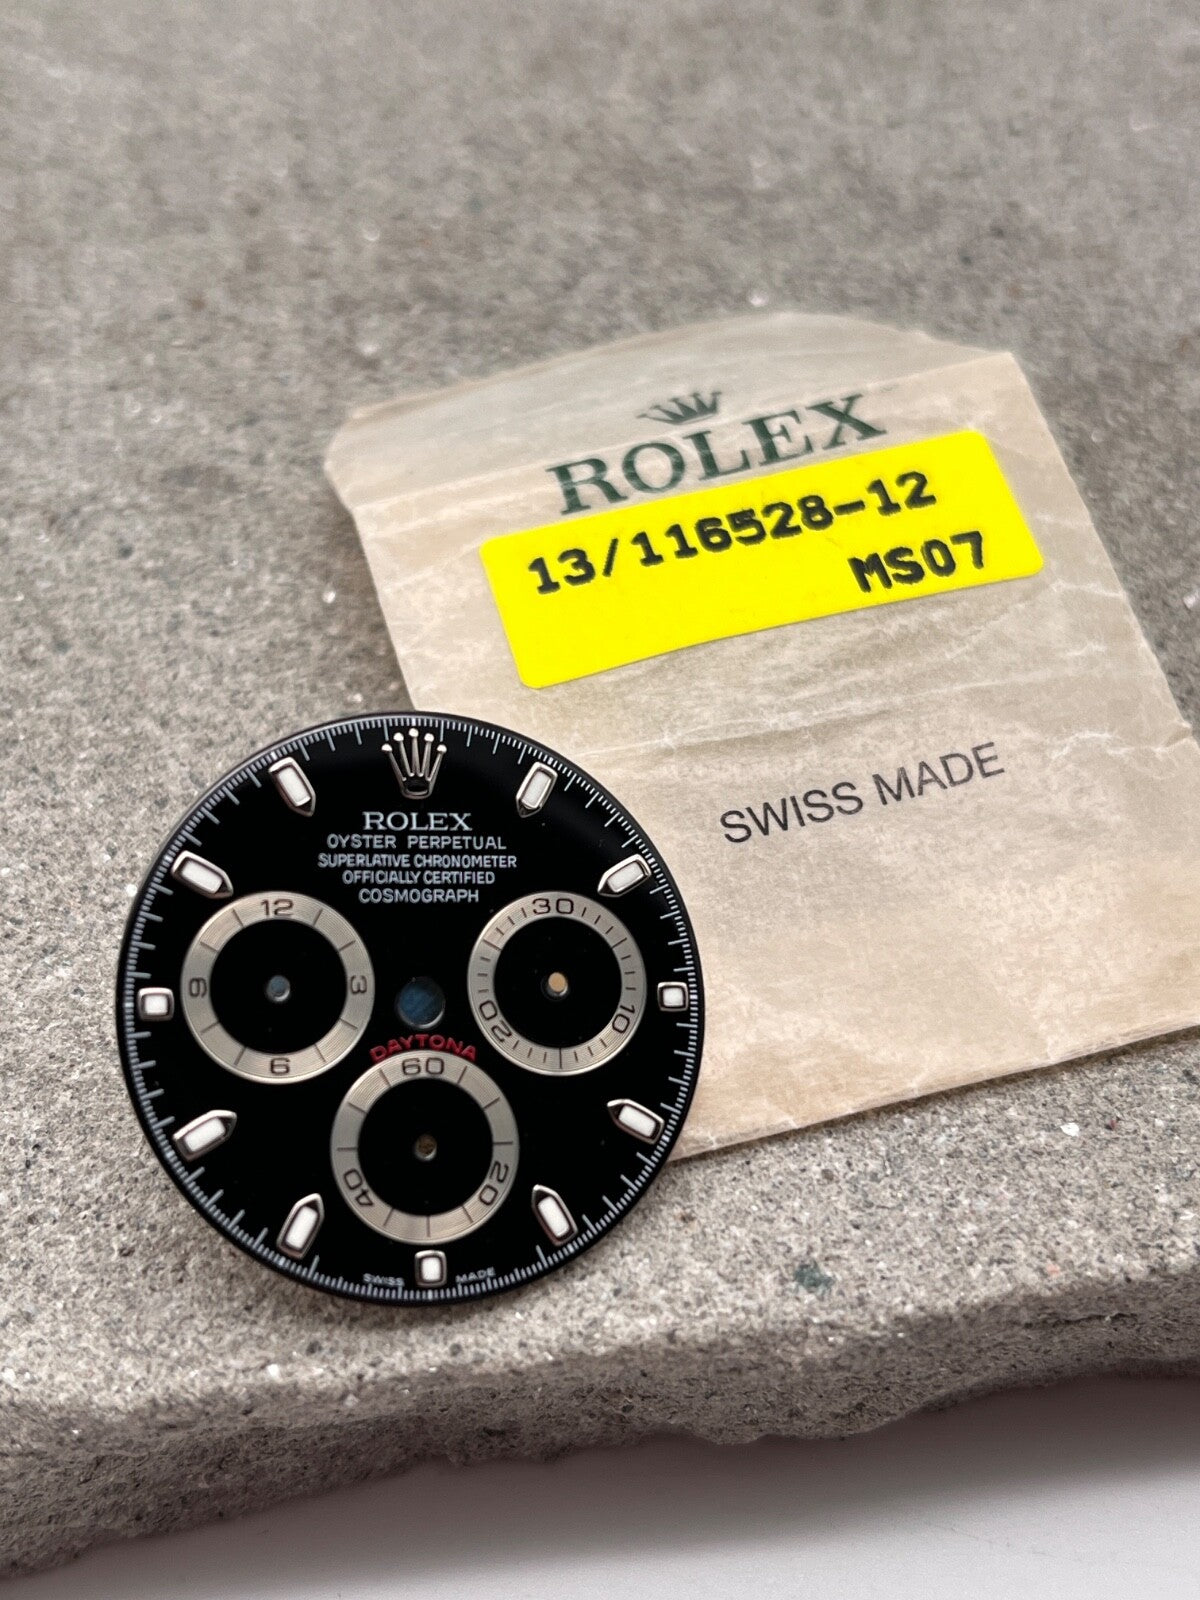 ROLEX
13/116528-12
MS07
SWISS MADE
ROLEX
OYSTER PERPETUAL
SUPERLATIVE CHRONOMETER
OFFICIALLY CERTIFIED
COSMOGRAPH
12
3
6
9
30
10
20
DAYTONA
60
20
40
SWISS MADE